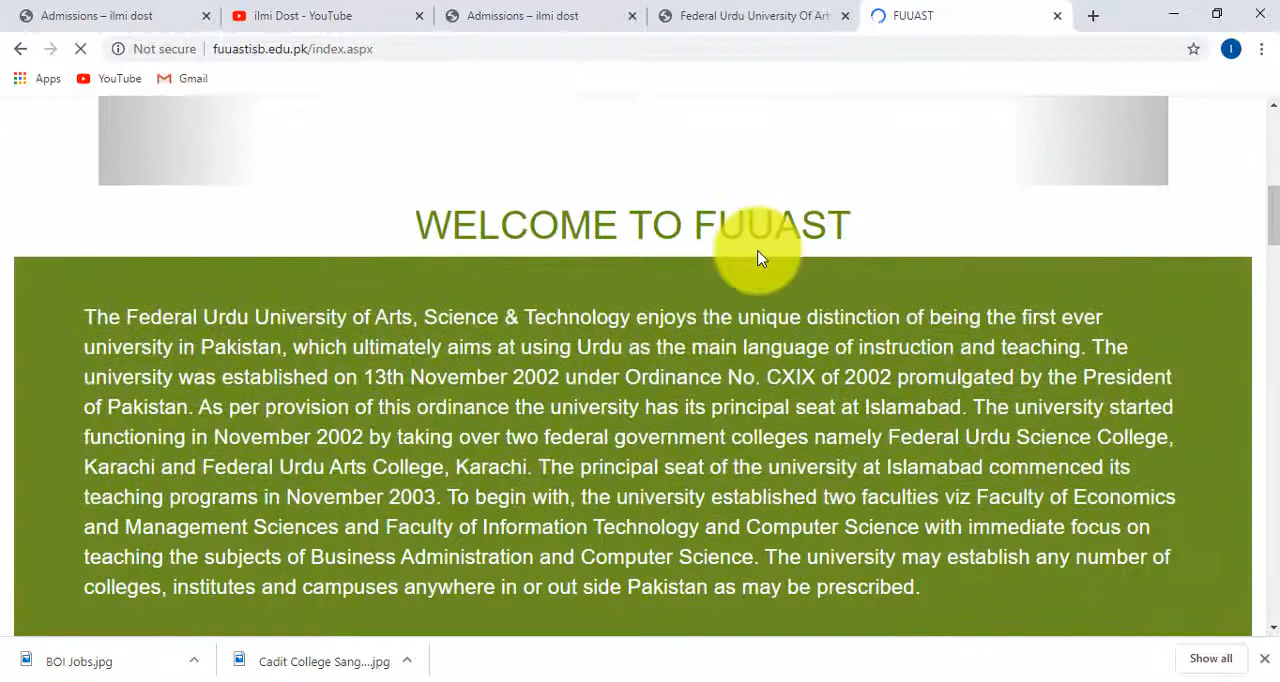 Admissions – ilmi dost
ilmi Dost - YouTube
Admissions – ilmi dost
Federal Urdu University Of Art
FUUAST
Not secure
fuuastisb.edu.pk/index.aspx
I
Apps
YouTube
Gmail
WELCOME TO FUUAST
The Federal Urdu University of Arts, Science & Technology enjoys the unique distinction of being the first ever
university in Pakistan, which ultimately aims at using Urdu as the main language of instruction and teaching. The
university was established on 13th November 2002 under Ordinance No. CXIX of 2002 promulgated by the President
of Pakistan. As per provision of this ordinance the university has its principal seat at Islamabad. The university started
functioning in November 2002 by taking over two federal government colleges namely Federal Urdu Science College,
Karachi and Federal Urdu Arts College, Karachi. The principal seat of the university at Islamabad commenced its
teaching programs in November 2003. To begin with, the university established two faculties viz Faculty of Economics
and Management Sciences and Faculty of Information Technology and Computer Science with immediate focus on
teaching the subjects of Business Administration and Computer Science. The university may establish any number of
colleges, institutes and campuses anywhere in or out side Pakistan as may be prescribed.
BOI Jobs.jpg
Cadit College Sang....jpg
Show all